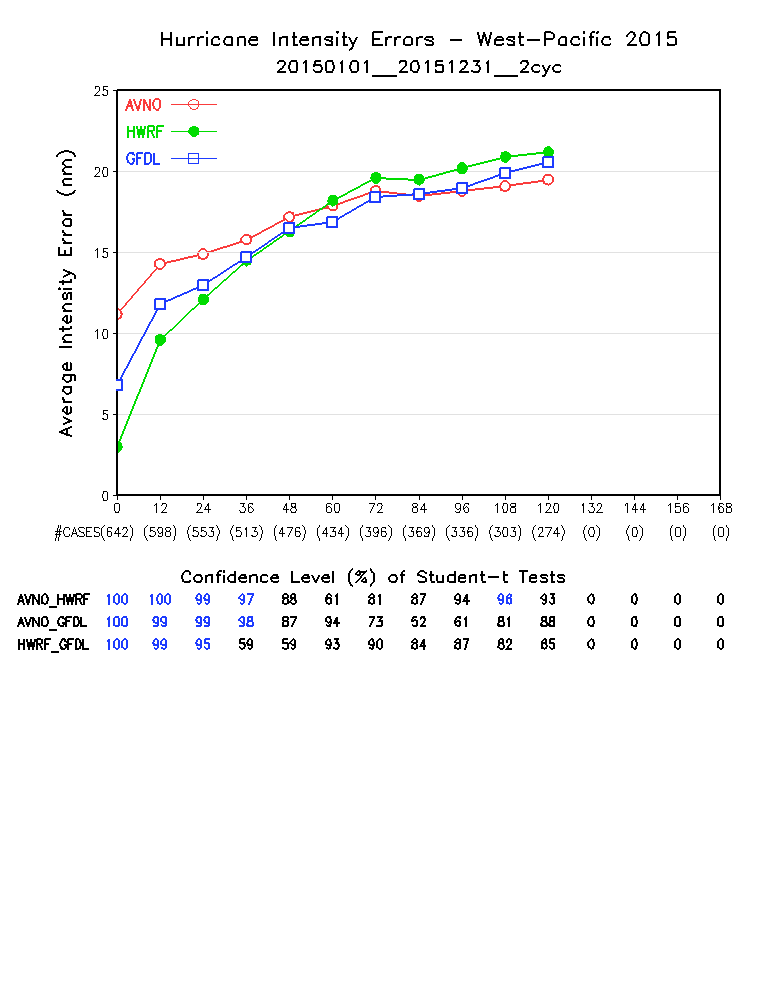 Hurricane Intensity Errors - West-Pacific 2015
20150101__20151231__2cyc
25
AVNO
HWRF
GFDL
20
15
10
5
0
Average Intensity Error (nm)
0 12 24 36 48 60 72 84 96 108 120 132 144 156 168
#CASES(642) (598) (553) (513) (476) (434) (396) (369) (336) (303) (274) (0) (0) (0) (0)
Confidence Level (%) of Student-t Tests
AVNO_HWRF 100 100 99 97 88 61 81 87 94 96 93 0 0 0 0
AVNO_GFDL 100 99 99 98 87 94 73 52 61 81 88 0 0 0 0
HWRF_GFDL 100 99 95 59 59 93 90 84 87 82 65 0 0 0 0